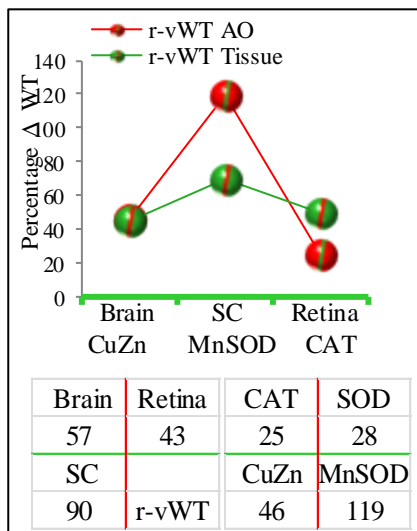 r-vWT AO
r-vWT Tissue
Percentage Δ WT
140
120
100
80
60
40
20
0
Brain SC Retina
CuZn MnSOD CAT
Brain Retina CAT SOD
57 43 25 28
SC CuZn MnSOD
90 r-vWT 46 119